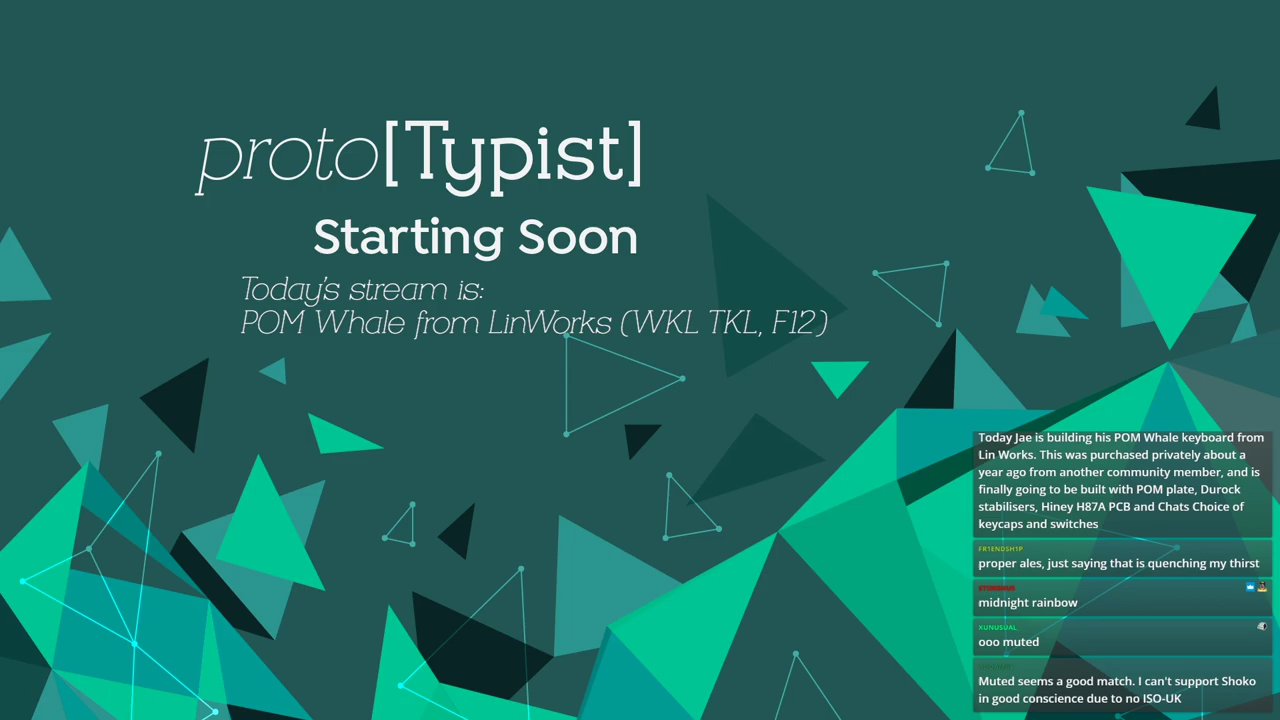 proto[Typist]
Starting Soon
Today's stream is:
POM Whale from LinWorks (WKL TKL, F12)
Today Jae is building his POM Whale keyboard from
Lin Works. This was purchased privately about a
year ago from another community member, and is
finally going to be built with POM plate, Durock
stabilisers, Hiney H87A PCB and Chats Choice of
keycaps and switches
FR1ENDSH1P
proper ales, just saying that is quenching my thirst
midnight rainbow
XUNUSUAL
ooo muted
Muted seems a good match. I can't support Shoko
in good conscience due to no ISO-UK